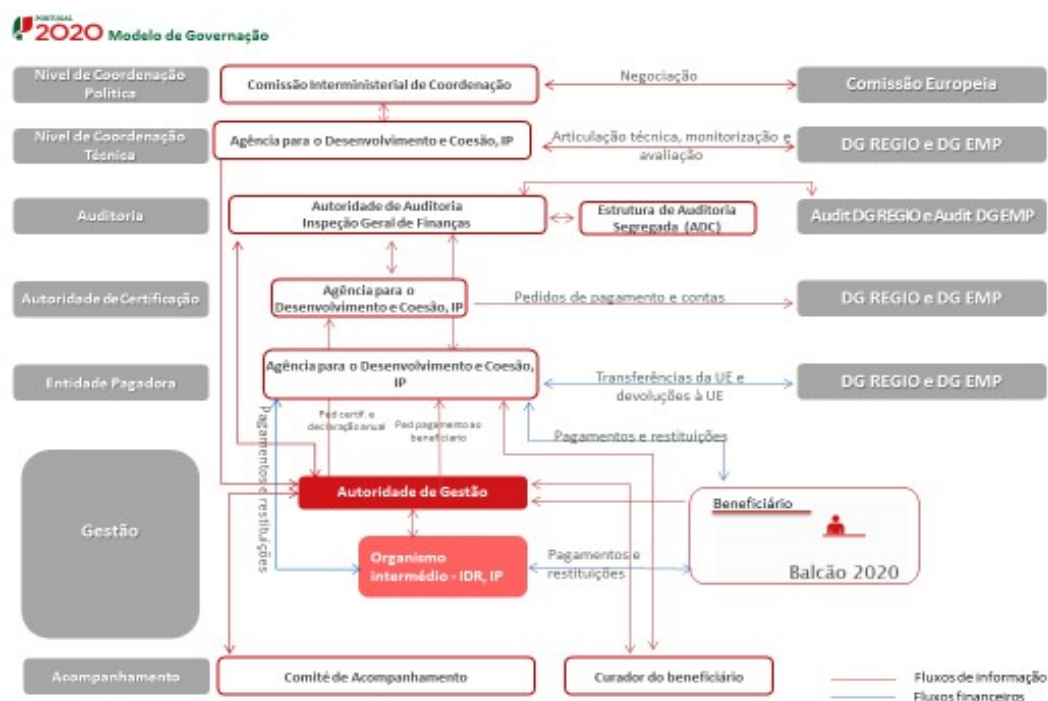 PORTUGAL
2020 Modelo de Governação
Nível de Coordenação
Política
Comissão Interministerial de Coordenação
Negociação
Comissão Europeia
Nível de Coordenação
Técnica
Agência para o Desenvolvimento e Coesão, IP
Articulação técnica, monitorização e
avaliação
DG REGIO e DG EMP
Auditoria
Autoridade de Auditoria
Inspeção Geral de Finanças
Estrutura de Auditoria
Segregada (ADC)
Audit DG REGIO e Audit DG EMP
Autoridade de Certificação
Agência para o
Desenvolvimento e Coesão, IP
Pedidos de pagamento e contas
DG REGIO e DG EMP
Entidade Pagadora
Agência para o Desenvolvimento e Coesão,
IP
Transferências da UE e
devoluções à UE
DG REGIO e DG EMP
Pagamentos e restituições
Ped certif. e
declaração anual
Ped pagamento ao
beneficiario
Pagamentos e restituições
Gestão
Autoridade de Gestão
Beneficiário
Balcão 2020
Organismo
intermédio - IDR, IP
Pagamentos e
restituições
Acompanhamento
Comité de Acompanhamento
Curador do beneficiário
Fluxos de informação
Fluxos financeiros